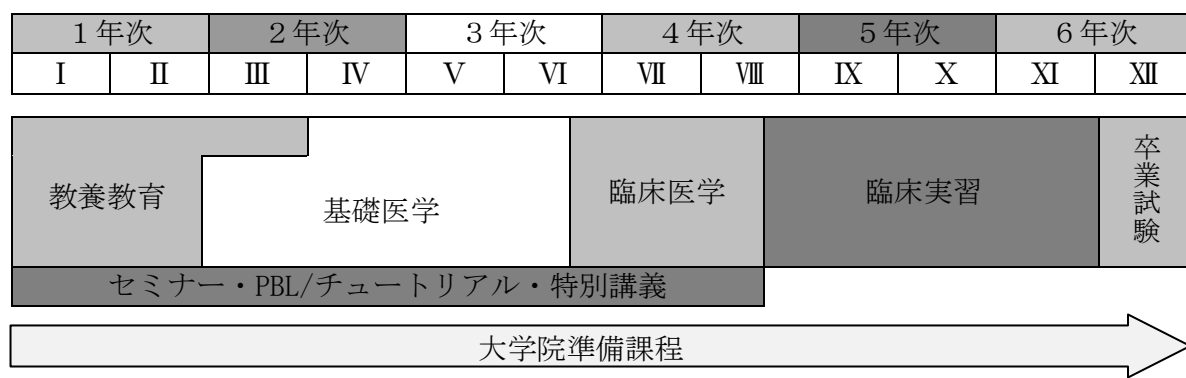 １年次 ２年次 ３年次 ４年次 ５年次 ６年次
Ⅰ Ⅱ Ⅲ Ⅳ Ⅴ Ⅵ Ⅶ Ⅷ Ⅸ Ⅹ Ⅺ Ⅻ
教養教育
基礎医学
臨床医学
臨床実習
卒業試験
セミナー・PBL/チュートリアル・特別講義
大学院準備課程